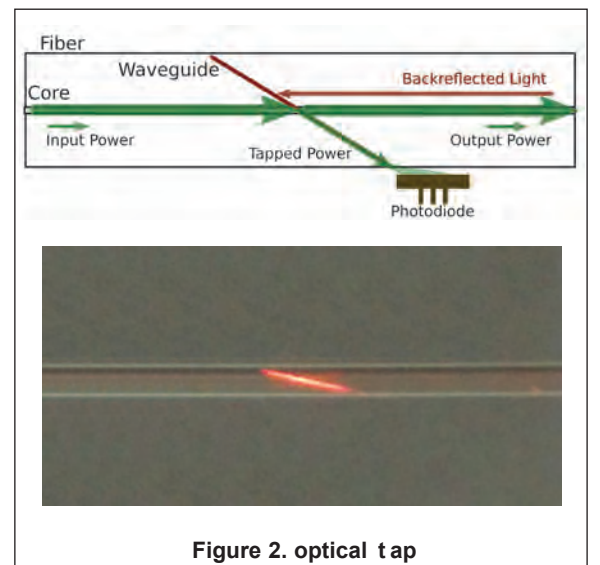 Fiber
Waveguide
Backreflected Light
Core
Input Power
Tapped Power
Output Power
Photodiode
Figure 2. optical t ap